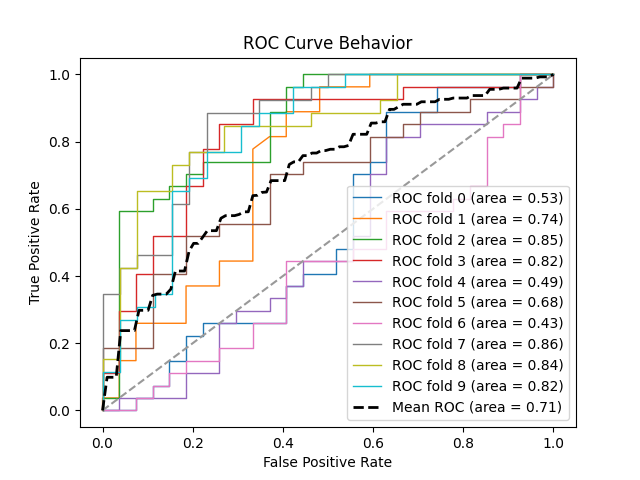 ROC Curve Behavior
True Positive Rate
1.0
0.8
0.6
0.4
0.2
0.0
ROC fold 0 (area = 0.53)
ROC fold 1 (area = 0.74)
ROC fold 2 (area = 0.85)
ROC fold 3 (area = 0.82)
ROC fold 4 (area = 0.49)
ROC fold 5 (area = 0.68)
ROC fold 6 (area = 0.43)
ROC fold 7 (area = 0.86)
ROC fold 8 (area = 0.84)
ROC fold 9 (area = 0.82)
Mean ROC (area = 0.71)
0.0 0.2 0.4 0.6 0.8 1.0
False Positive Rate